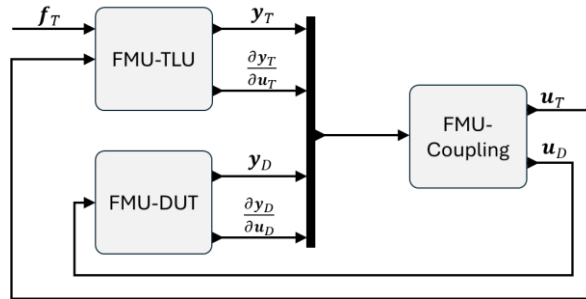 f_T
y_T
FMU-TLU
∂y_T/∂u_T
u_T
FMU-
Coupling
u_D
y_D
FMU-DUT
∂y_D/∂u_D